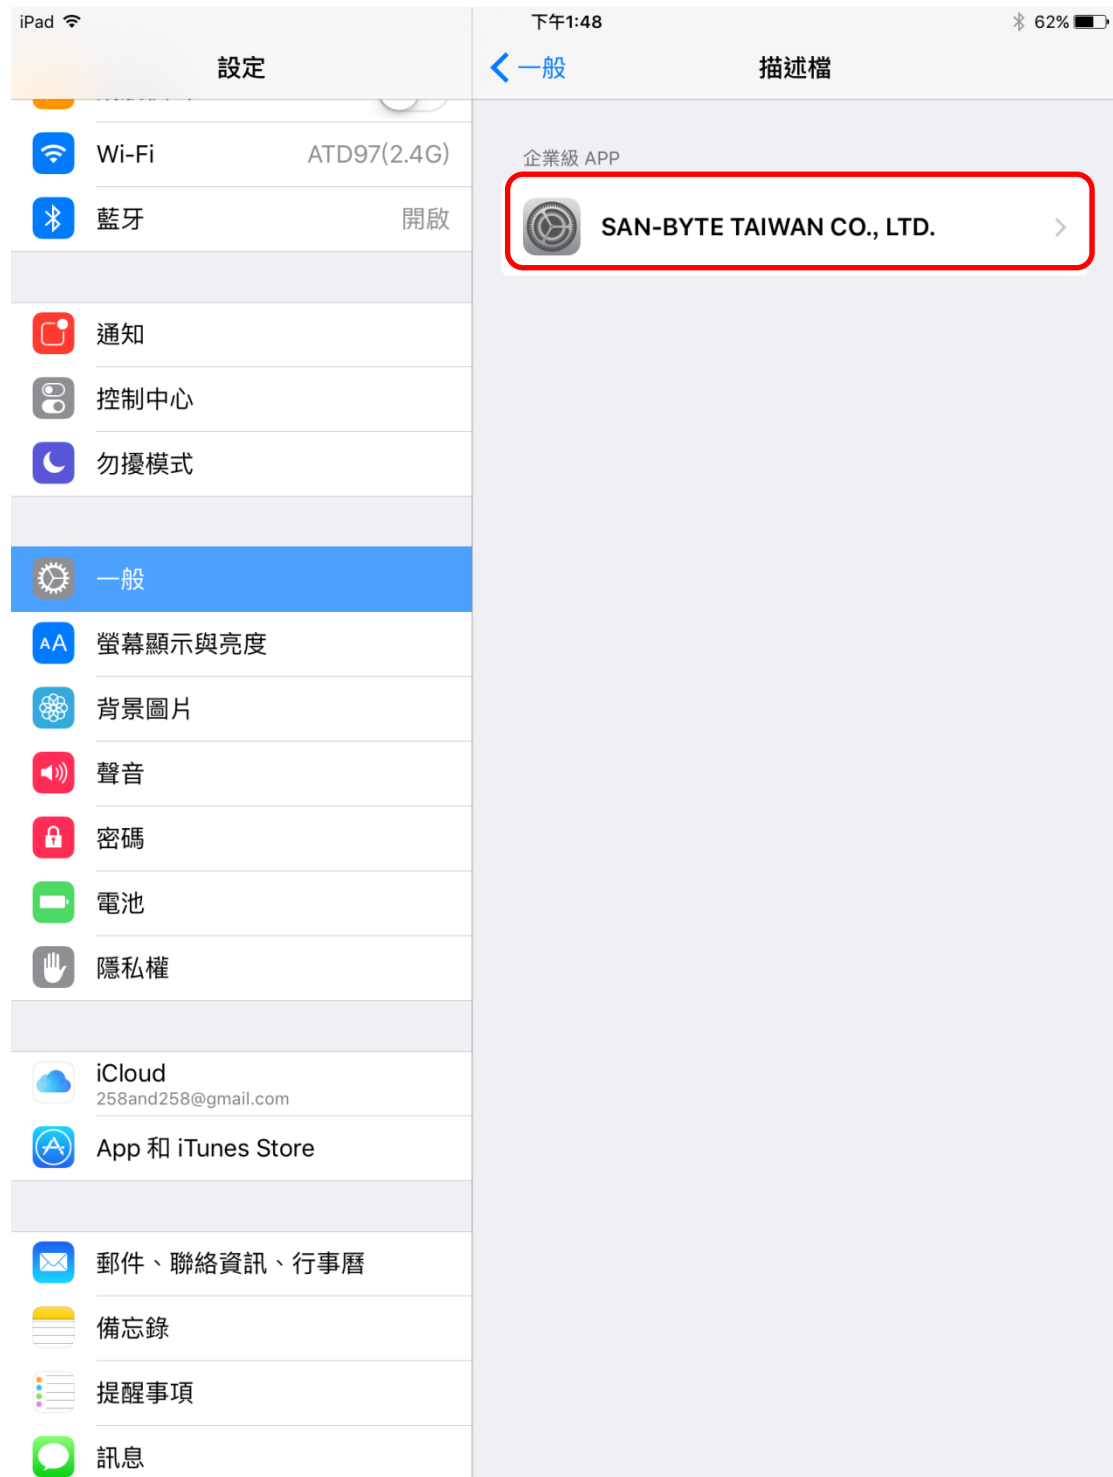 iPad
下午1:48
62%
設定
一般
描述檔
Wi-Fi
ATD97(2.4G)
藍牙
開啟
通知
控制中心
勿擾模式
一般
螢幕顯示與亮度
背景圖片
聲音
密碼
電池
隱私權
iCloud
258and258@gmail.com
App 和 iTunes Store
郵件、聯絡資訊、行事曆
備忘錄
提醒事項
訊息
企業級 APP
SAN-BYTE TAIWAN CO., LTD.